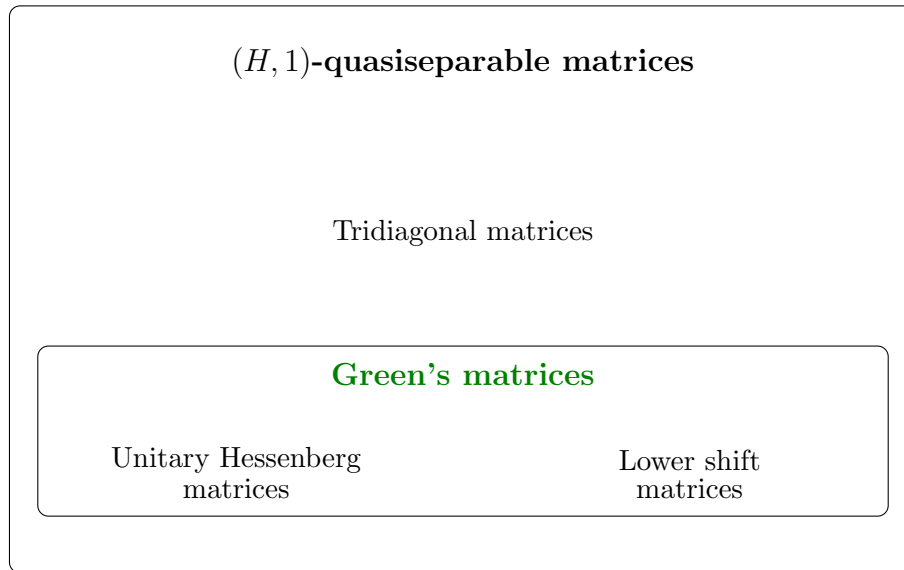 (H, 1)-quasiseparable matrices
Tridiagonal matrices
Green's matrices
Unitary Hessenberg
matrices
Lower shift
matrices